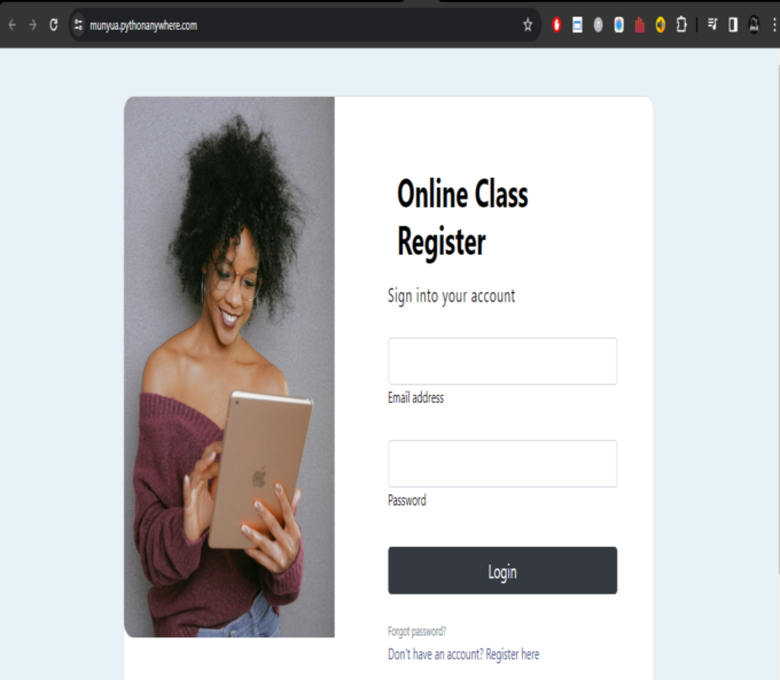 munyua.pythonanywhere.com
Online Class
Register
Sign into your account
Email address
Password
Login
Forgot password?
Don't have an account? Register here